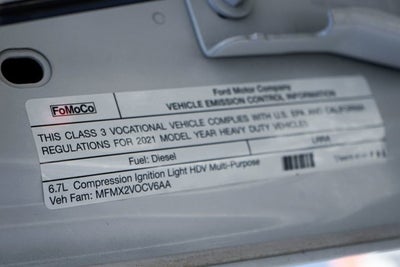 FoMoCo
Ford Motor Company
VEHICLE EMISSION CONTROL INFORMATION
THIS CLASS 3 VOCATIONAL VEHICLE COMPLIES WITH U.S. EPA AND CALIFORNIA
REGULATIONS FOR 2021 MODEL YEAR HEAVY DUTY VEHICLES.
Fuel: Diesel
6.7L Compression Ignition Light HDV Multi-Purpose
Veh Fam: MFMX2VOCV6AA